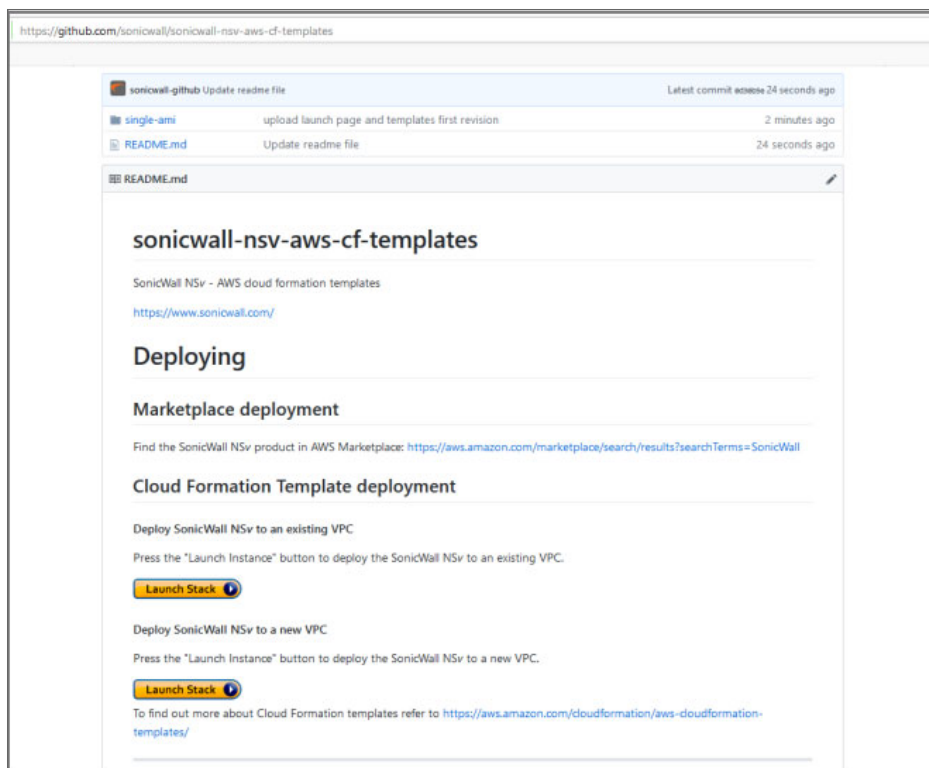 https://github.com/sonicwall/sonicwall-nsv-aws-cf-templates
sonicwall-github Update readme file Latest commit 24 seconds ago
single-ami upload launch page and templates first revision 2 minutes ago
README.md Update readme file 24 seconds ago
README.md
sonicwall-nsv-aws-cf-templates
SonicWall NSv - AWS cloud formation templates
https://www.sonicwall.com/
Deploying
Marketplace deployment
Find the SonicWall NSv product in AWS Marketplace: https://aws.amazon.com/marketplace/search/results?searchTerms=SonicWall
Cloud Formation Template deployment
Deploy SonicWall NSv to an existing VPC
Press the "Launch Instance" button to deploy the SonicWall NSv to an existing VPC.
Launch Stack
Deploy SonicWall NSv to a new VPC
Press the "Launch Instance" button to deploy the SonicWall NSv to a new VPC.
Launch Stack
To find out more about Cloud Formation templates refer to https://aws.amazon.com/cloudformation/aws-cloudformation-
templates/